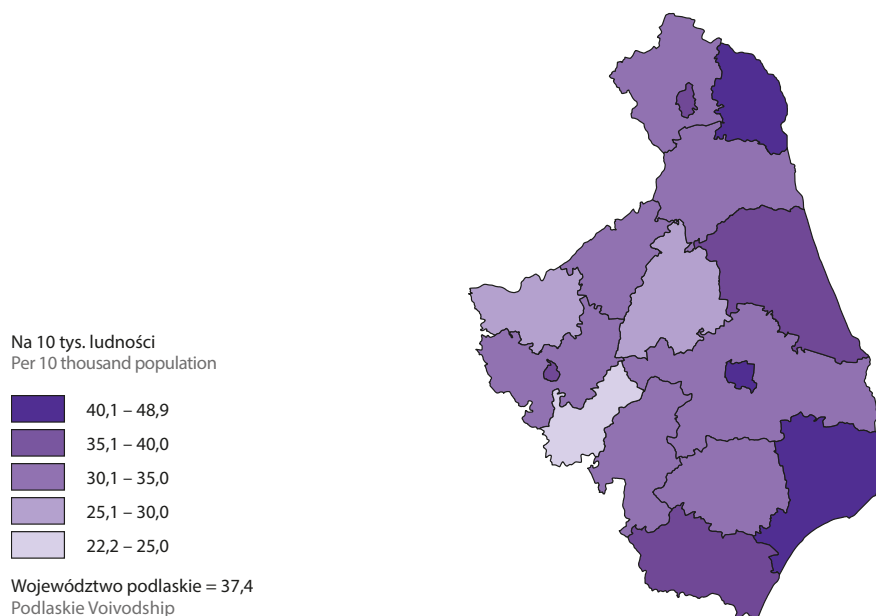 Na 10 tys. ludności
Per 10 thousand population
40,1 – 48,9
35,1 – 40,0
30,1 – 35,0
25,1 – 30,0
22,2 – 25,0
Województwo podlaskie = 37,4
Podlaskie Voivodship